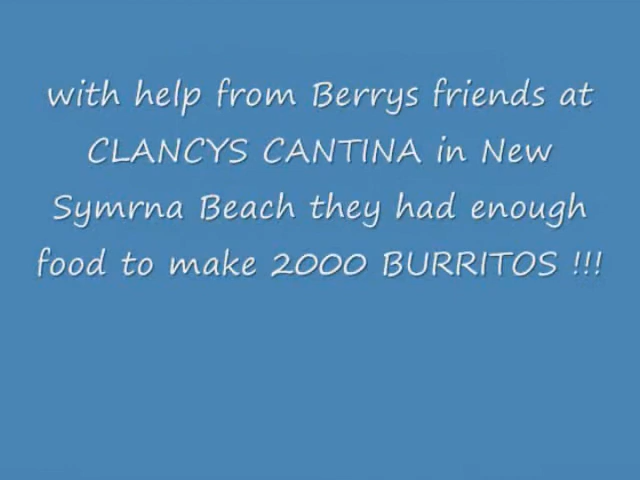 with help from Berrys friends at
CLANCYS CANTINA in New
Symrna Beach they had enough
food to make 2000 BURRITOS !!!